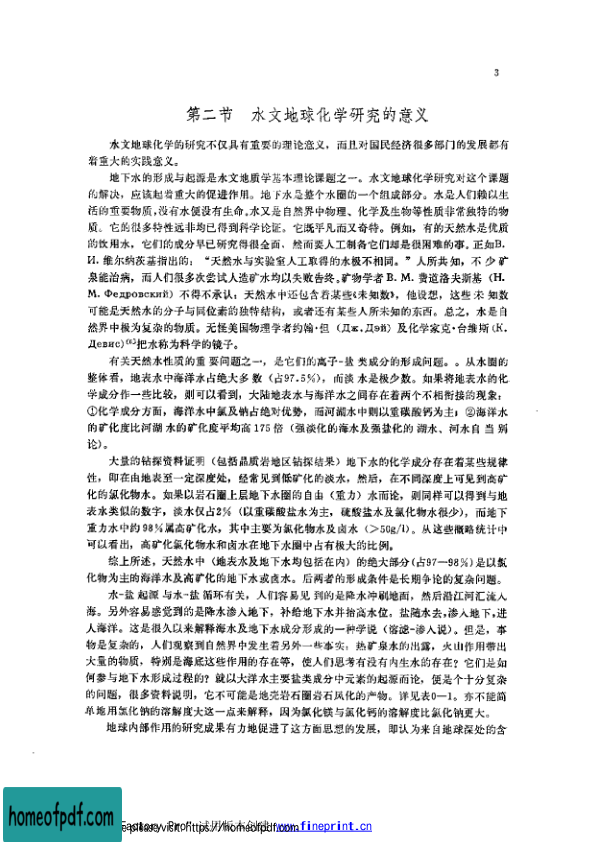 3
第二节 水文地球化学研究的意义
水文地球化学的研究不仅具有重要的理论意义，而且对国民经济很多部门的发展都有
着重大的实践意义。
地下水的形成与起源是水文地质学基本理论课题之一。水文地球化学研究对这个课题
的解决，应该起着重大的促进作用。地下水是整个水圈的一个组成部分。水是人们赖以生
活的重要物质，没有水便没有生命。水又是自然界中物理、化学及生物等性质非常独特的物
质。它的很多特性远非均已得到科学论证。它既平凡而又奇特。例如，有的天然水是优质
的饮用水，它们的成分早已研究得很全面，然而要人工制备它们却是很困难的事。正如В.
И. 维尔纳茨基指出的：“天然水与实验室人工取得的水极不相同。”人所共知，不少矿
泉能治病，而人们很多次尝试人造矿水均以失败告终。矿物学者 В. М. 费道洛夫斯基 (Н.
М. Федровский) 不得不承认：天然水中还包含着某些《未知数》，他设想，这些未知数
可能是天然水的分子与同位素的独特结构，或者还有某些人所未知的东西。总之，水是自
然界中极为复杂的物质。无怪美国物理学者约翰·但 (Дж. Дэй) 及化学家克·台维斯 (К.
Девис) 把水称为科学的镜子。
有关天然水性质的重要问题之一，是它们的离子-盐类成分的形成问题。。从水圈的
整体看，地表水中海洋水占绝大多数（占97.5%），而淡水是极少数。如果将地表水的化
学成分作一些比较，则可以看到，大陆地表水与海洋水之间存在着两个不相衔接的现象：
①化学成分方面，海洋水中氯及钠占绝对优势，而河湖水中则以重碳酸钙为主；②海洋水
的矿化度比河湖水的矿化度平均高175倍（强淡化的海水及强盐化的湖水、河水自当别
论）。
大量的钻探资料证明（包括晶质岩地区钻探结果）地下水的化学成分存在着某些规律
性，即在由地表至一定深度处，经常见到低矿化的淡水，然后，在不同深度上可见到高矿
化的氯化物水。如果以岩石圈上层地下水圈的自由（重力）水而论，则同样可以得到与地
表水类似的数字，淡水仅占2%（以重碳酸盐水为主，硫酸盐水及氯化物水很少），而地下
重力水中约98%属高矿化水，其中主要为氯化物水及卤水（>50g/l）。从这些概略统计中
可以看出，高矿化氯化物水和卤水在地下水圈中占有极大的比例。
综上所述，天然水中（地表水及地下水均包括在内）的绝大部分(占97—98%)是以氯
化物为主的海洋水及高矿化的地下水或卤水。后两者的形成条件是长期争论的复杂问题。
水-盐起源与水-盐循环有关，人们容易见到的是降水冲刷地面，然后沿江河汇流入
海。另外容易感觉到的是降水渗入地下，补给地下水并抬高水位，盐随水去，渗入地下，进
入海洋。这是很久以来解释海水及地下水成分形成的一种学说（溶滤-渗入说）。但是，事
物是复杂的，人们观察到自然界中发生着另外一些事实：热矿泉水的出露，火山作用带出
大量的物质，特别是海底这些作用的存在等，使人们思考有没有内生水的存在？它们是如
何参与地下水形成过程的？就以大洋水主要盐类成分中元素的起源而论，便是个十分复杂
的问题，很多资料说明，它不可能是地壳岩石圈岩石风化的产物。详见表0—1。亦不能简
单地用氯化钠的溶解度大这一点来解释，因为氯化镁与氯化钙的溶解度比氯化钠更大。
地球内部作用的研究成果有力地促进了这方面思想的发展，即认为来自地球深处的含
homeofpdf.com
Factory Pro" 试用版本创建 www.fineprint.cn
please visit: https://homeofpdf.com